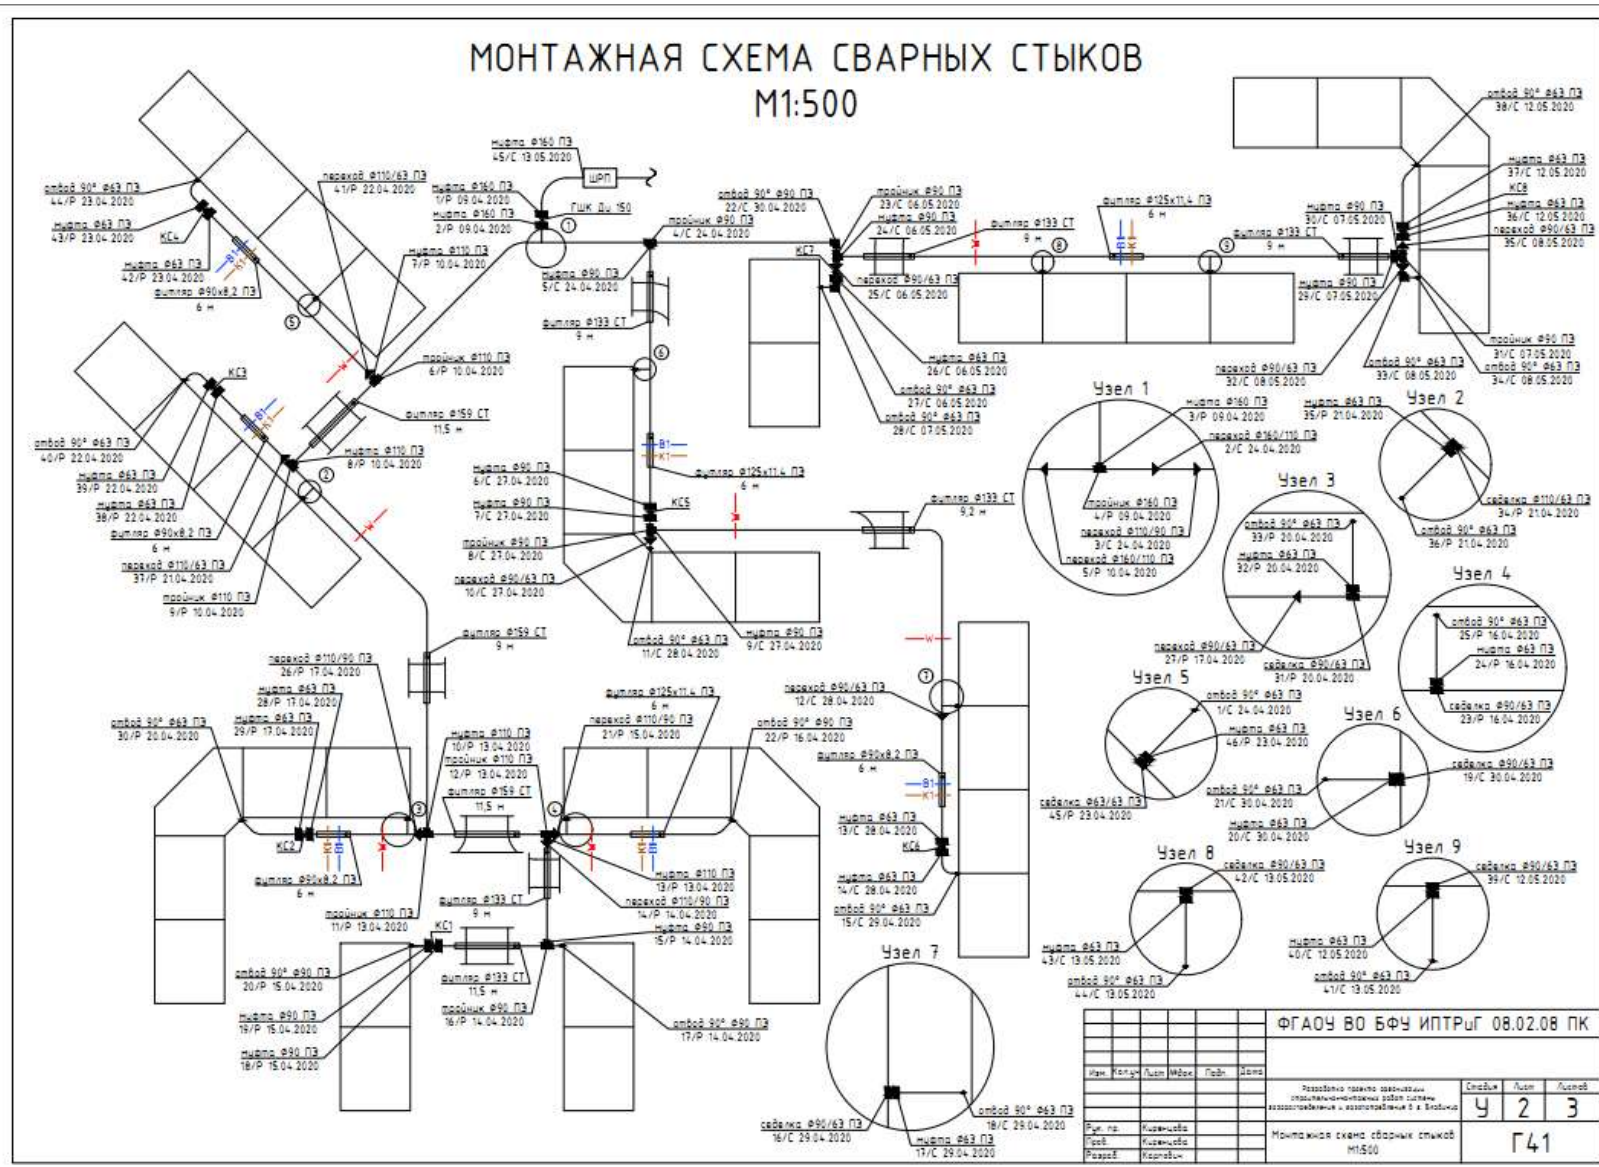 МОНТАЖНАЯ СХЕМА СВАРНЫХ СТЫКОВ
М1:500
муфта Ф160 ПЭ
45/С 13.05.2020
ШРП
муфта Ф160 ПЭ
1/Р 09.04.2020
муфта Ф160 ПЭ
2/Р 09.04.2020
ГШК Ду 150
1
переход Ф110/63 ПЭ
41/Р 22.04.2020
отвод 90° Ф63 ПЭ
44/Р 23.04.2020
муфта Ф63 ПЭ
43/Р 23.04.2020
КС4
муфта Ф63 ПЭ
42/Р 23.04.2020
футляр Ф90х8,2 ПЭ
6 м
В1
К1
5
муфта Ф110 ПЭ
7/Р 10.04.2020
тройник Ф110 ПЭ
6/Р 10.04.2020
W
футляр Ф159 СТ
11,5 м
муфта Ф110 ПЭ
8/Р 10.04.2020
2
КС3
В1
К1
отвод 90° Ф63 ПЭ
40/Р 22.04.2020
муфта Ф63 ПЭ
39/Р 22.04.2020
муфта Ф63 ПЭ
38/Р 22.04.2020
футляр Ф90х8,2 ПЭ
6 м
переход Ф110/63 ПЭ
37/Р 21.04.2020
тройник Ф110 ПЭ
9/Р 10.04.2020
W
отвод 90° Ф90 ПЭ
22/С 30.04.2020
тройник Ф90 ПЭ
4/С 24.04.2020
муфта Ф90 ПЭ
5/С 24.04.2020
футляр Ф133 СТ
9 м
6
В1
К1
футляр Ф125х11,4 ПЭ
6 м
муфта Ф90 ПЭ
6/С 27.04.2020
муфта Ф90 ПЭ
7/С 27.04.2020
КС5
тройник Ф90 ПЭ
8/С 27.04.2020
переход Ф90/63 ПЭ
10/С 27.04.2020
отвод 90° Ф63 ПЭ
11/С 28.04.2020
муфта Ф90 ПЭ
9/С 27.04.2020
W
футляр Ф133 СТ
9,2 м
тройник Ф90 ПЭ
23/С 06.05.2020
муфта Ф90 ПЭ
24/С 06.05.2020
КС7
переход Ф90/63 ПЭ
25/С 06.05.2020
муфта Ф63 ПЭ
26/С 06.05.2020
отвод 90° Ф63 ПЭ
27/С 06.05.2020
отвод 90° Ф63 ПЭ
28/С 07.05.2020
W
футляр Ф133 СТ
9 м
8
футляр Ф125х11,4 ПЭ
6 м
В1
К1
9
футляр Ф133 СТ
9 м
муфта Ф90 ПЭ
30/С 07.05.2020
муфта Ф90 ПЭ
29/С 07.05.2020
отвод 90° Ф63 ПЭ
38/С 12.05.2020
муфта Ф63 ПЭ
37/С 12.05.2020
КС8
муфта Ф63 ПЭ
36/С 12.05.2020
переход Ф90/63 ПЭ
35/С 08.05.2020
тройник Ф90 ПЭ
31/С 07.05.2020
отвод 90° Ф63 ПЭ
34/С 08.05.2020
отвод 90° Ф63 ПЭ
33/С 08.05.2020
переход Ф90/63 ПЭ
32/С 08.05.2020
Узел 1
муфта Ф160 ПЭ
3/Р 09.04.2020
переход Ф160/110 ПЭ
2/С 24.04.2020
тройник Ф160 ПЭ
4/Р 09.04.2020
переход Ф110/90 ПЭ
3/С 24.04.2020
переход Ф160/110 ПЭ
5/Р 10.04.2020
Узел 2
муфта Ф63 ПЭ
35/Р 21.04.2020
седелка Ф110/63 ПЭ
34/Р 21.04.2020
отвод 90° Ф63 ПЭ
36/Р 21.04.2020
Узел 3
отвод 90° Ф63 ПЭ
33/Р 20.04.2020
муфта Ф63 ПЭ
32/Р 20.04.2020
переход Ф90/63 ПЭ
27/Р 17.04.2020
седелка Ф90/63 ПЭ
31/Р 20.04.2020
Узел 4
отвод 90° Ф63 ПЭ
25/Р 16.04.2020
муфта Ф63 ПЭ
24/Р 16.04.2020
седелка Ф90/63 ПЭ
23/Р 16.04.2020
Узел 5
отвод 90° Ф63 ПЭ
1/С 24.04.2020
муфта Ф63 ПЭ
46/Р 23.04.2020
седелка Ф63/63 ПЭ
45/Р 23.04.2020
Узел 6
седелка Ф90/63 ПЭ
19/С 30.04.2020
отвод 90° Ф63 ПЭ
21/С 30.04.2020
муфта Ф63 ПЭ
20/С 30.04.2020
футляр Ф159 СТ
9 м
переход Ф110/90 ПЭ
26/Р 17.04.2020
муфта Ф63 ПЭ
28/Р 17.04.2020
муфта Ф63 ПЭ
29/Р 17.04.2020
отвод 90° Ф63 ПЭ
30/Р 20.04.2020
КС2
К1
В1
W
3
футляр Ф90х8,2 ПЭ
6 м
тройник Ф110 ПЭ
11/Р 13.04.2020
муфта Ф110 ПЭ
10/Р 13.04.2020
тройник Ф110 ПЭ
12/Р 13.04.2020
футляр Ф159 СТ
11,5 м
4
W
футляр Ф125х11,4 ПЭ
6 м
переход Ф110/90 ПЭ
21/Р 15.04.2020
отвод 90° Ф90 ПЭ
22/Р 16.04.2020
К1
В1
муфта Ф110 ПЭ
13/Р 13.04.2020
переход Ф110/90 ПЭ
14/Р 14.04.2020
муфта Ф90 ПЭ
15/Р 14.04.2020
футляр Ф133 СТ
9 м
КС1
отвод 90° Ф90 ПЭ
20/Р 15.04.2020
муфта Ф90 ПЭ
19/Р 15.04.2020
муфта Ф90 ПЭ
18/Р 15.04.2020
футляр Ф133 СТ
11,5 м
тройник Ф90 ПЭ
16/Р 14.04.2020
отвод 90° Ф90 ПЭ
17/Р 14.04.2020
W
7
переход Ф90/63 ПЭ
12/С 28.04.2020
футляр Ф90х8,2 ПЭ
6 м
В1
К1
муфта Ф63 ПЭ
13/С 28.04.2020
КС6
муфта Ф63 ПЭ
14/С 28.04.2020
отвод 90° Ф63 ПЭ
15/С 29.04.2020
Узел 7
седелка Ф90/63 ПЭ
16/С 29.04.2020
муфта Ф63 ПЭ
17/С 29.04.2020
отвод 90° Ф63 ПЭ
18/С 29.04.2020
Узел 8
седелка Ф90/63 ПЭ
42/С 13.05.2020
муфта Ф63 ПЭ
43/С 13.05.2020
отвод 90° Ф63 ПЭ
44/С 13.05.2020
Узел 9
седелка Ф90/63 ПЭ
39/С 12.05.2020
муфта Ф63 ПЭ
40/С 12.05.2020
отвод 90° Ф63 ПЭ
41/С 13.05.2020
ФГАОУ ВО БФУ ИПТРиГ 08.02.08 ПК
Изм. Кол.уч Лист №док. Подп. Дата
Разработка проекта организации
строительно-монтажных работ системы
газораспределения и газопотребления в г.
Стадия Лист Листов
У 2 3
Рук. пр.
Пров.
Разраб.
Монтажная схема сварных стыков
М1:500
Г41